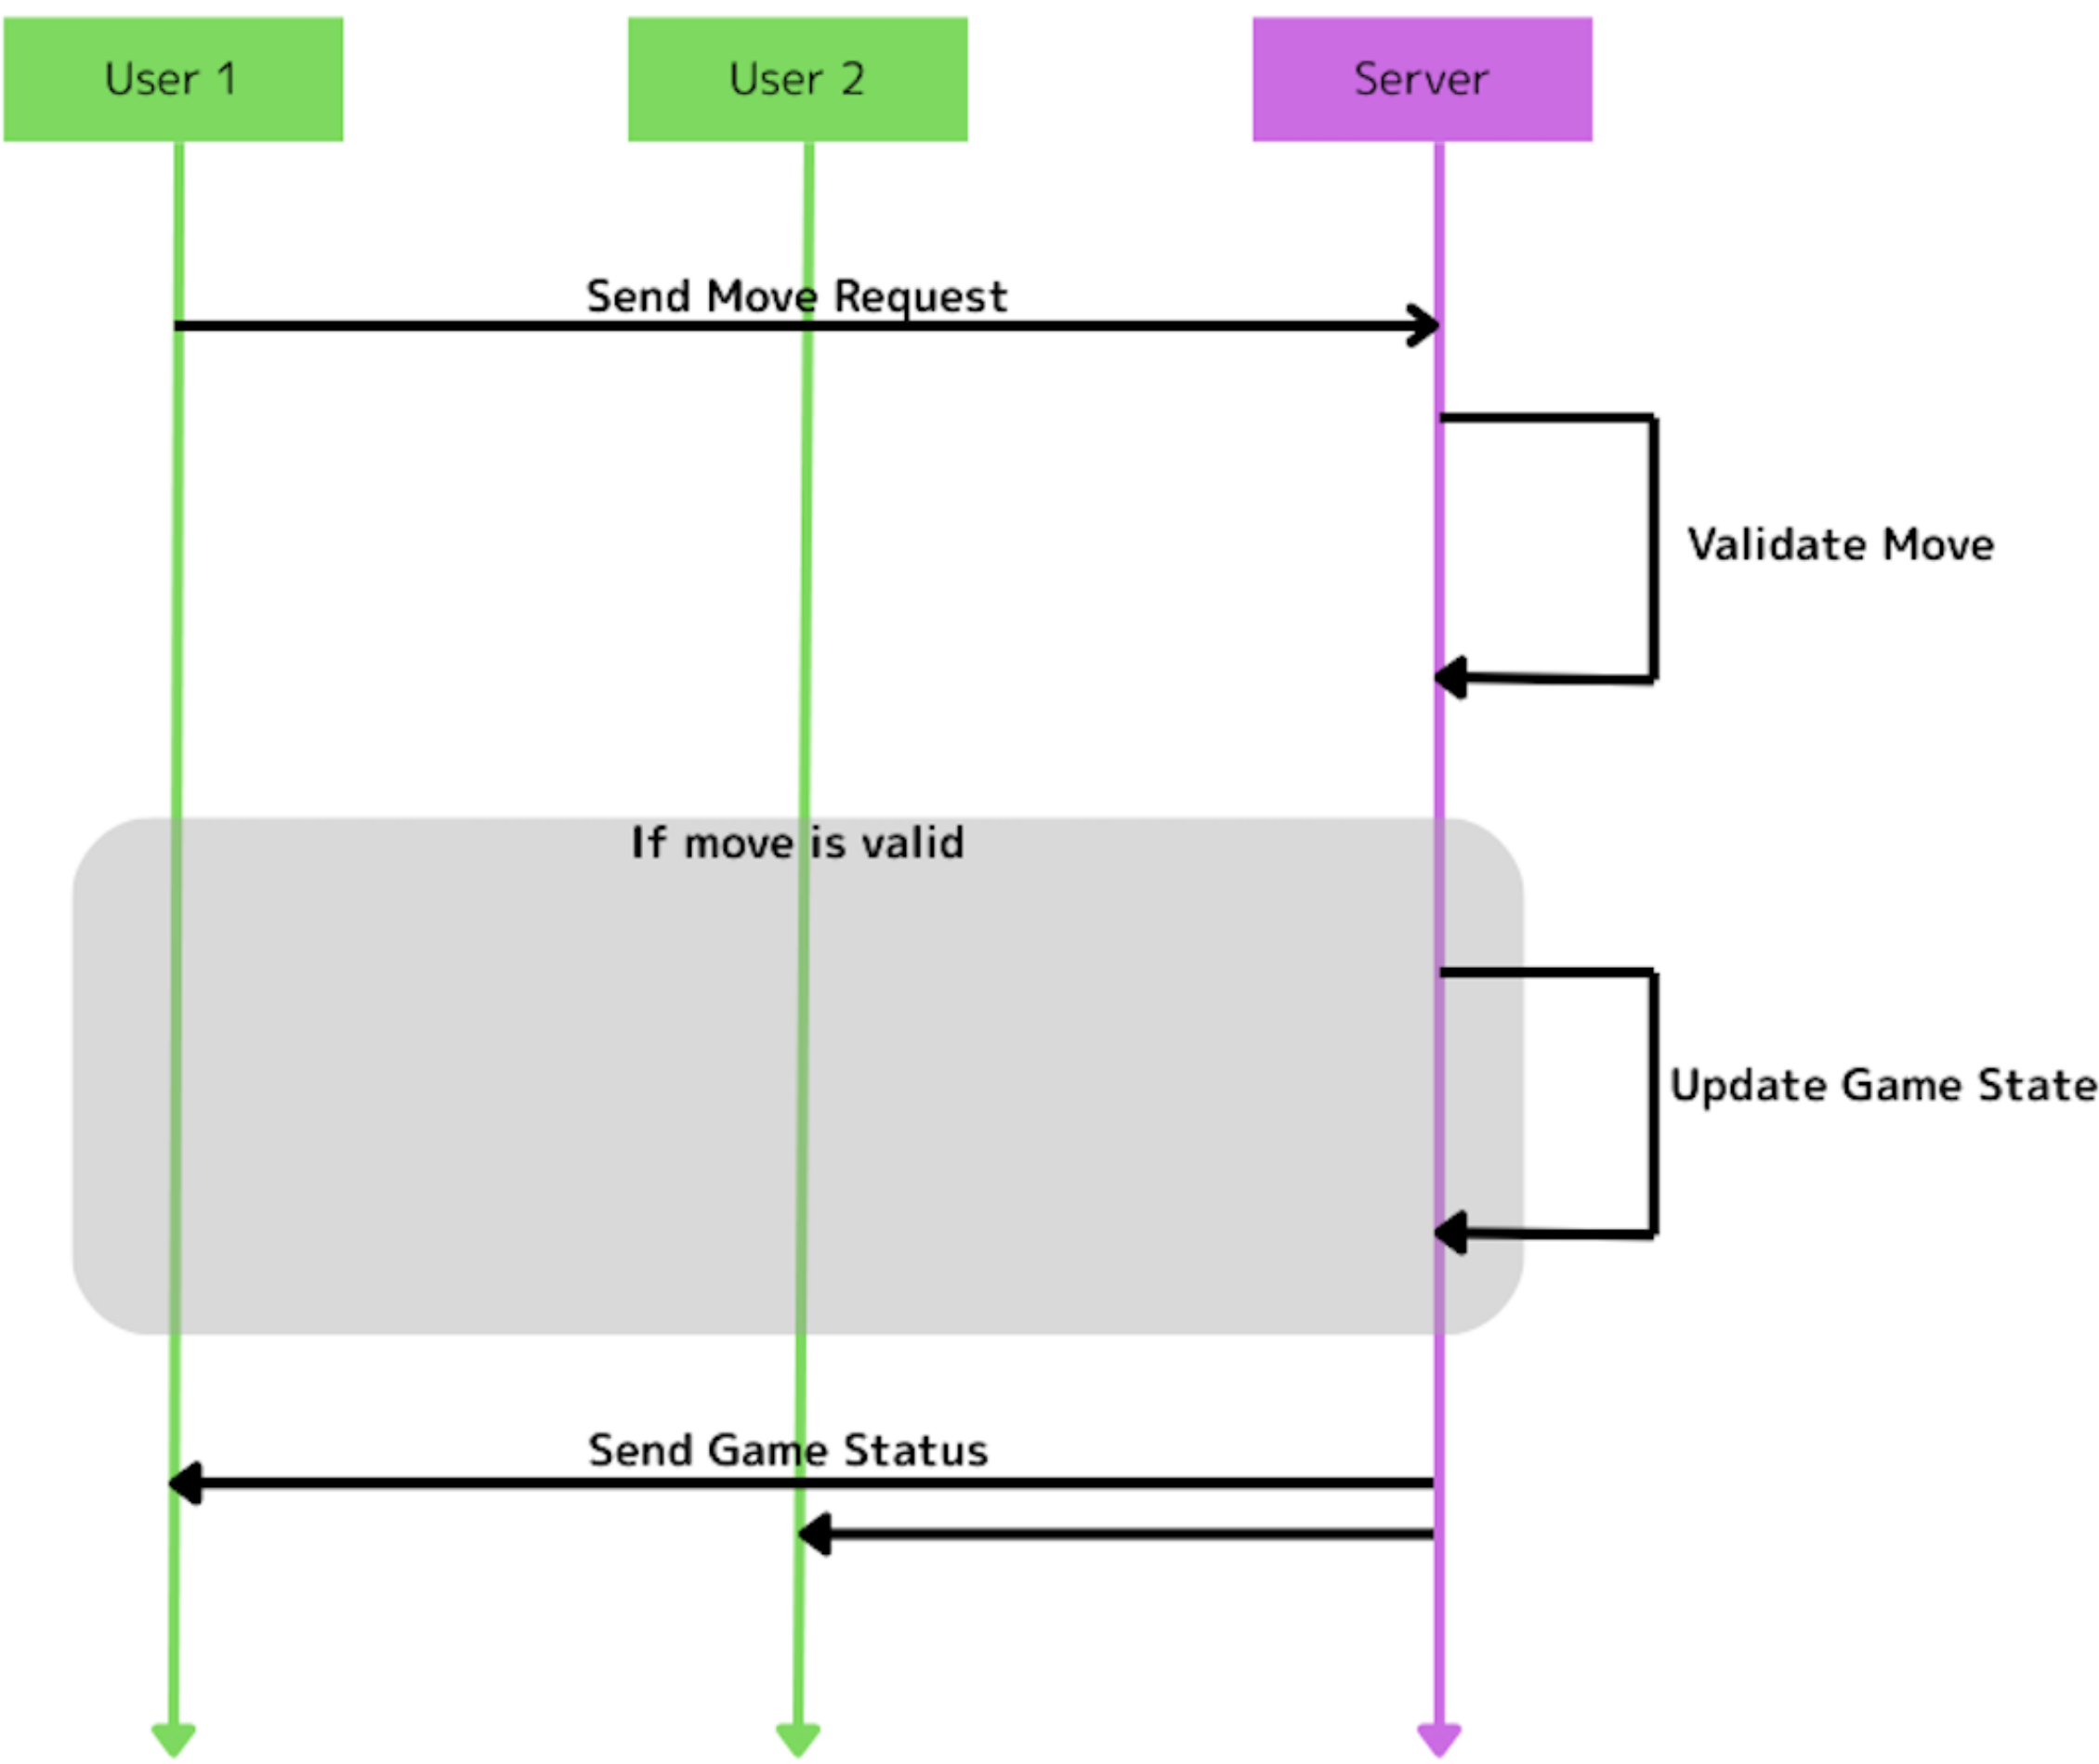 User 1
User 2
Server
Send Move Request
Validate Move
If move is valid
Update Game State
Send Game Status